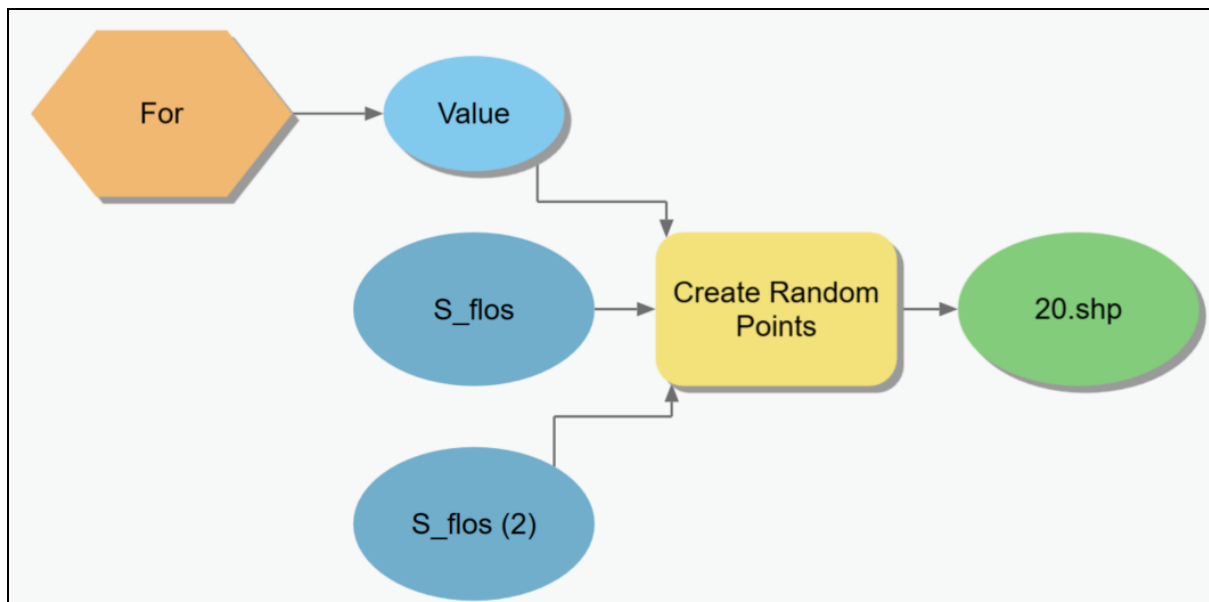 For
Value
S_flos
Create Random
Points
20.shp
S_flos (2)